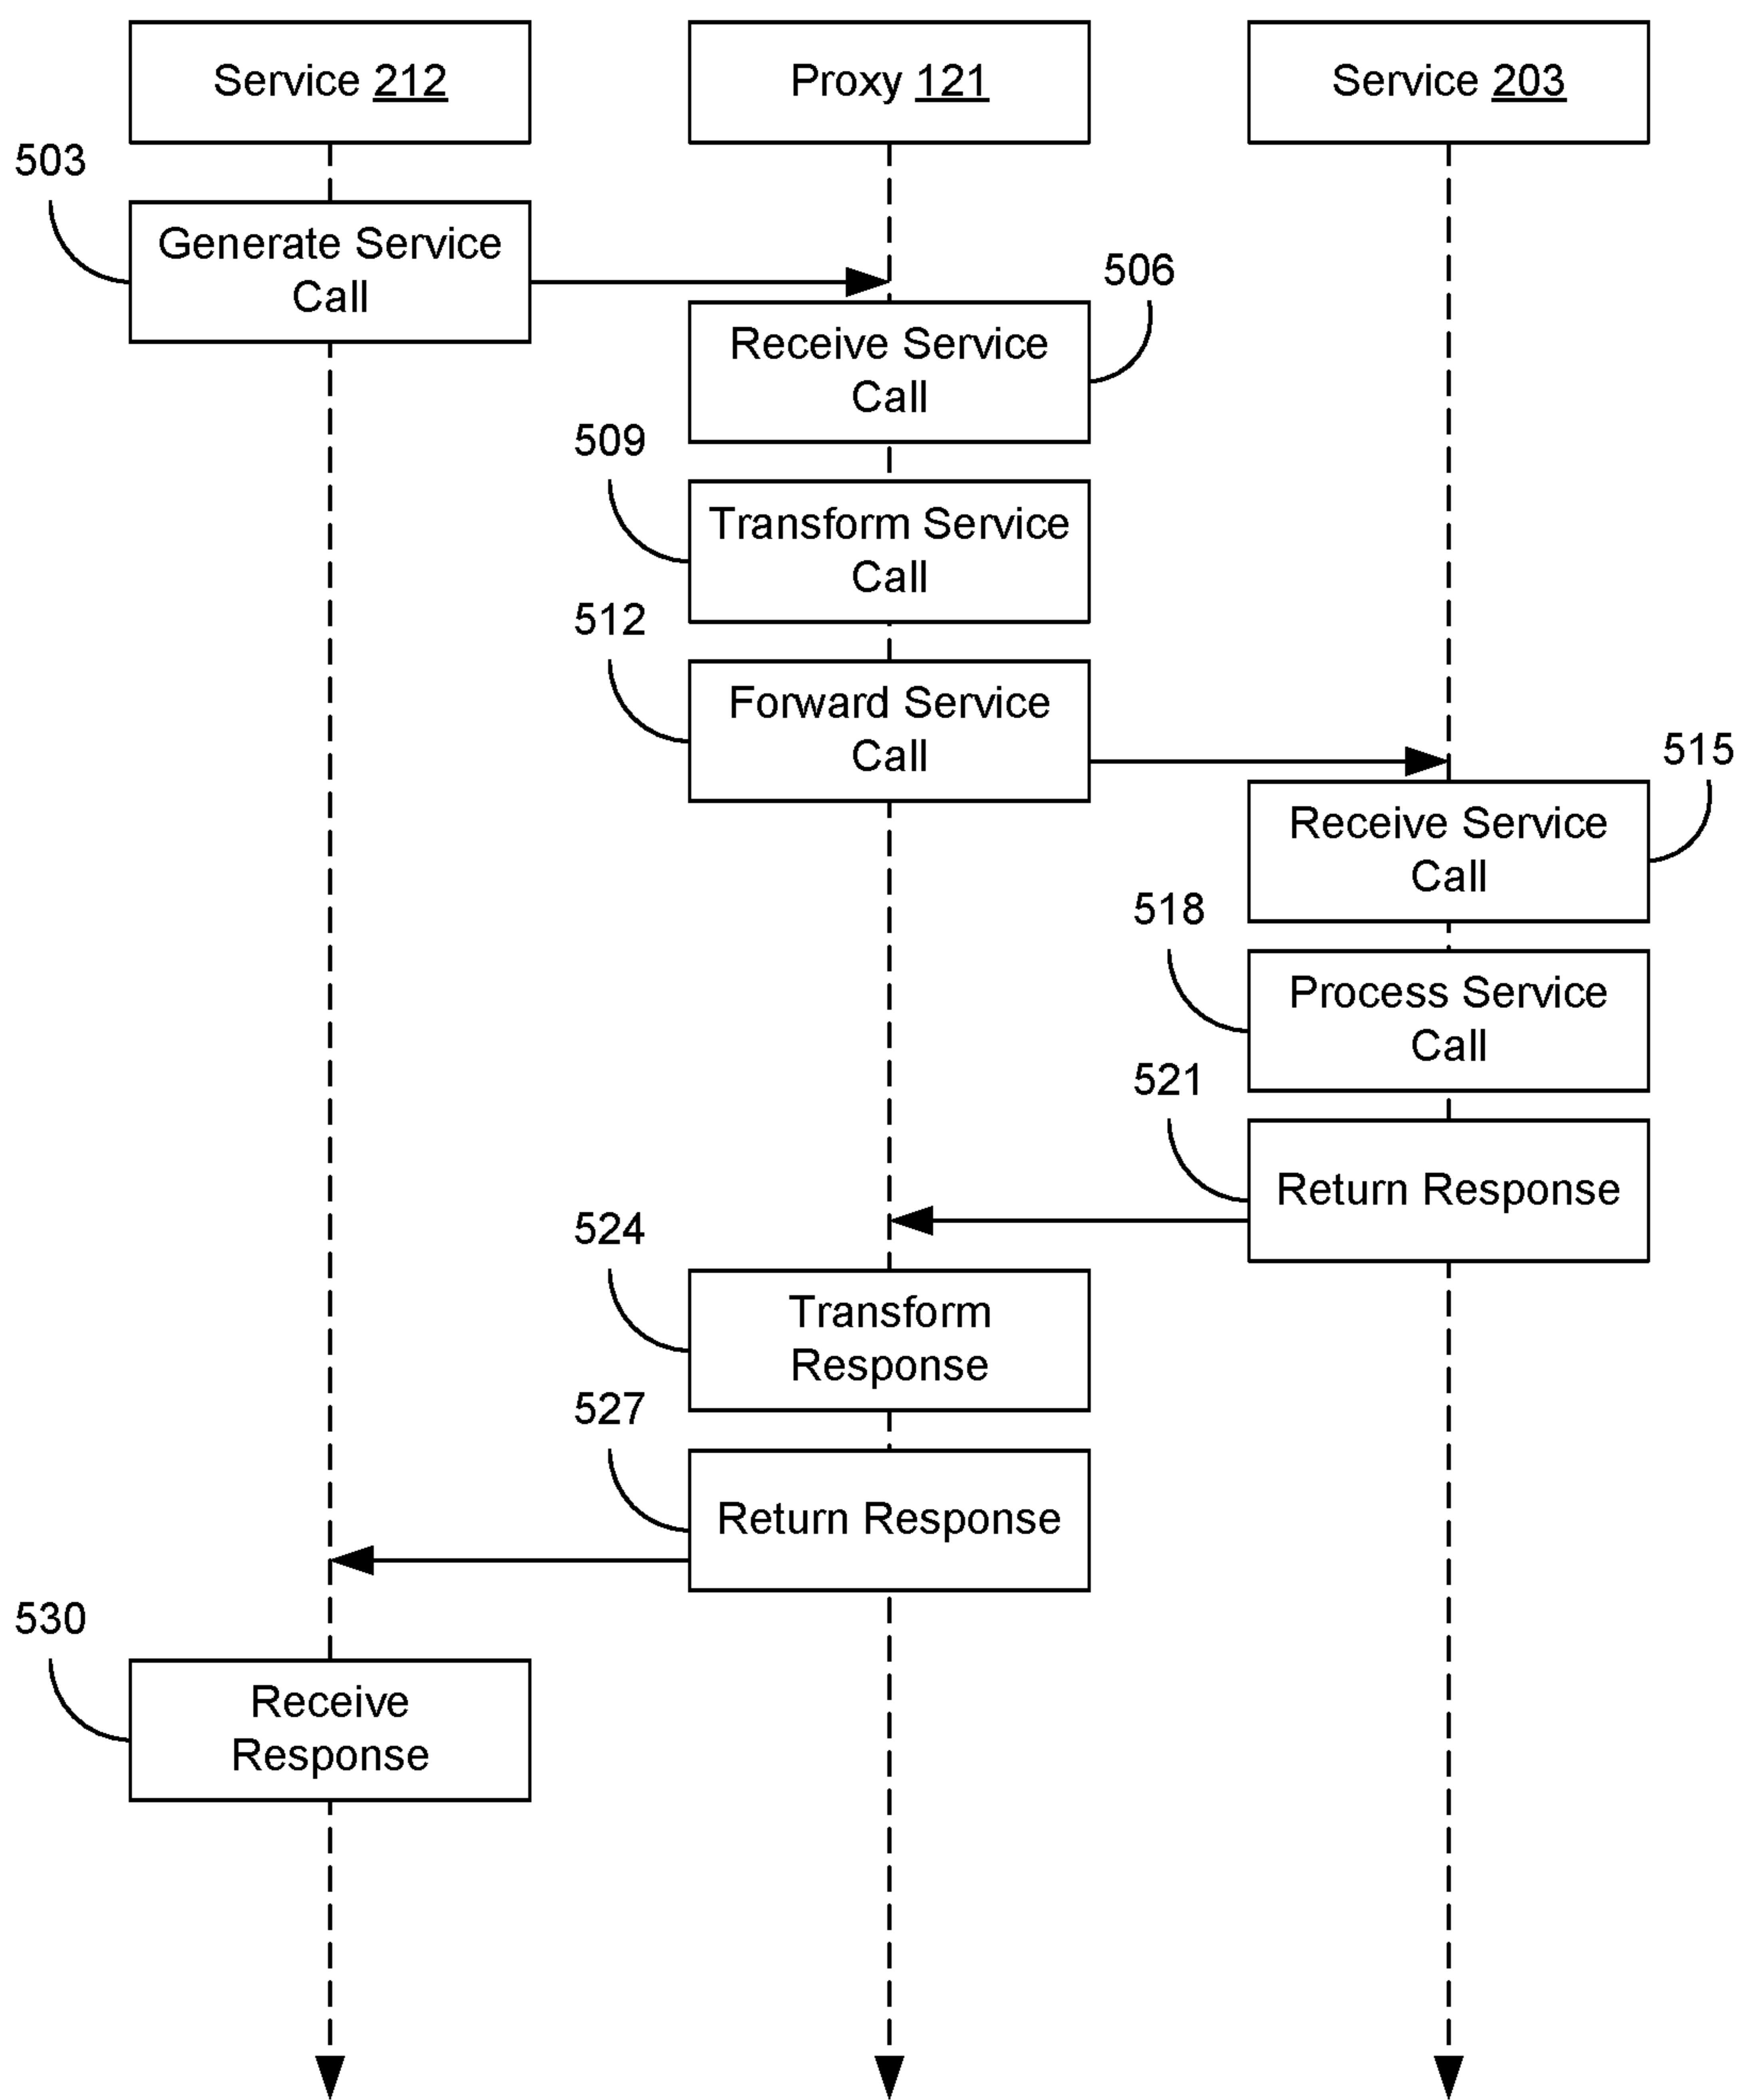 Service 212
Proxy 121
Service 203
503
Generate Service
Call
506
Receive Service
Call
509
Transform Service
Call
512
Forward Service
Call
515
Receive Service
Call
518
Process Service
Call
521
Return Response
524
Transform
Response
527
Return Response
530
Receive
Response